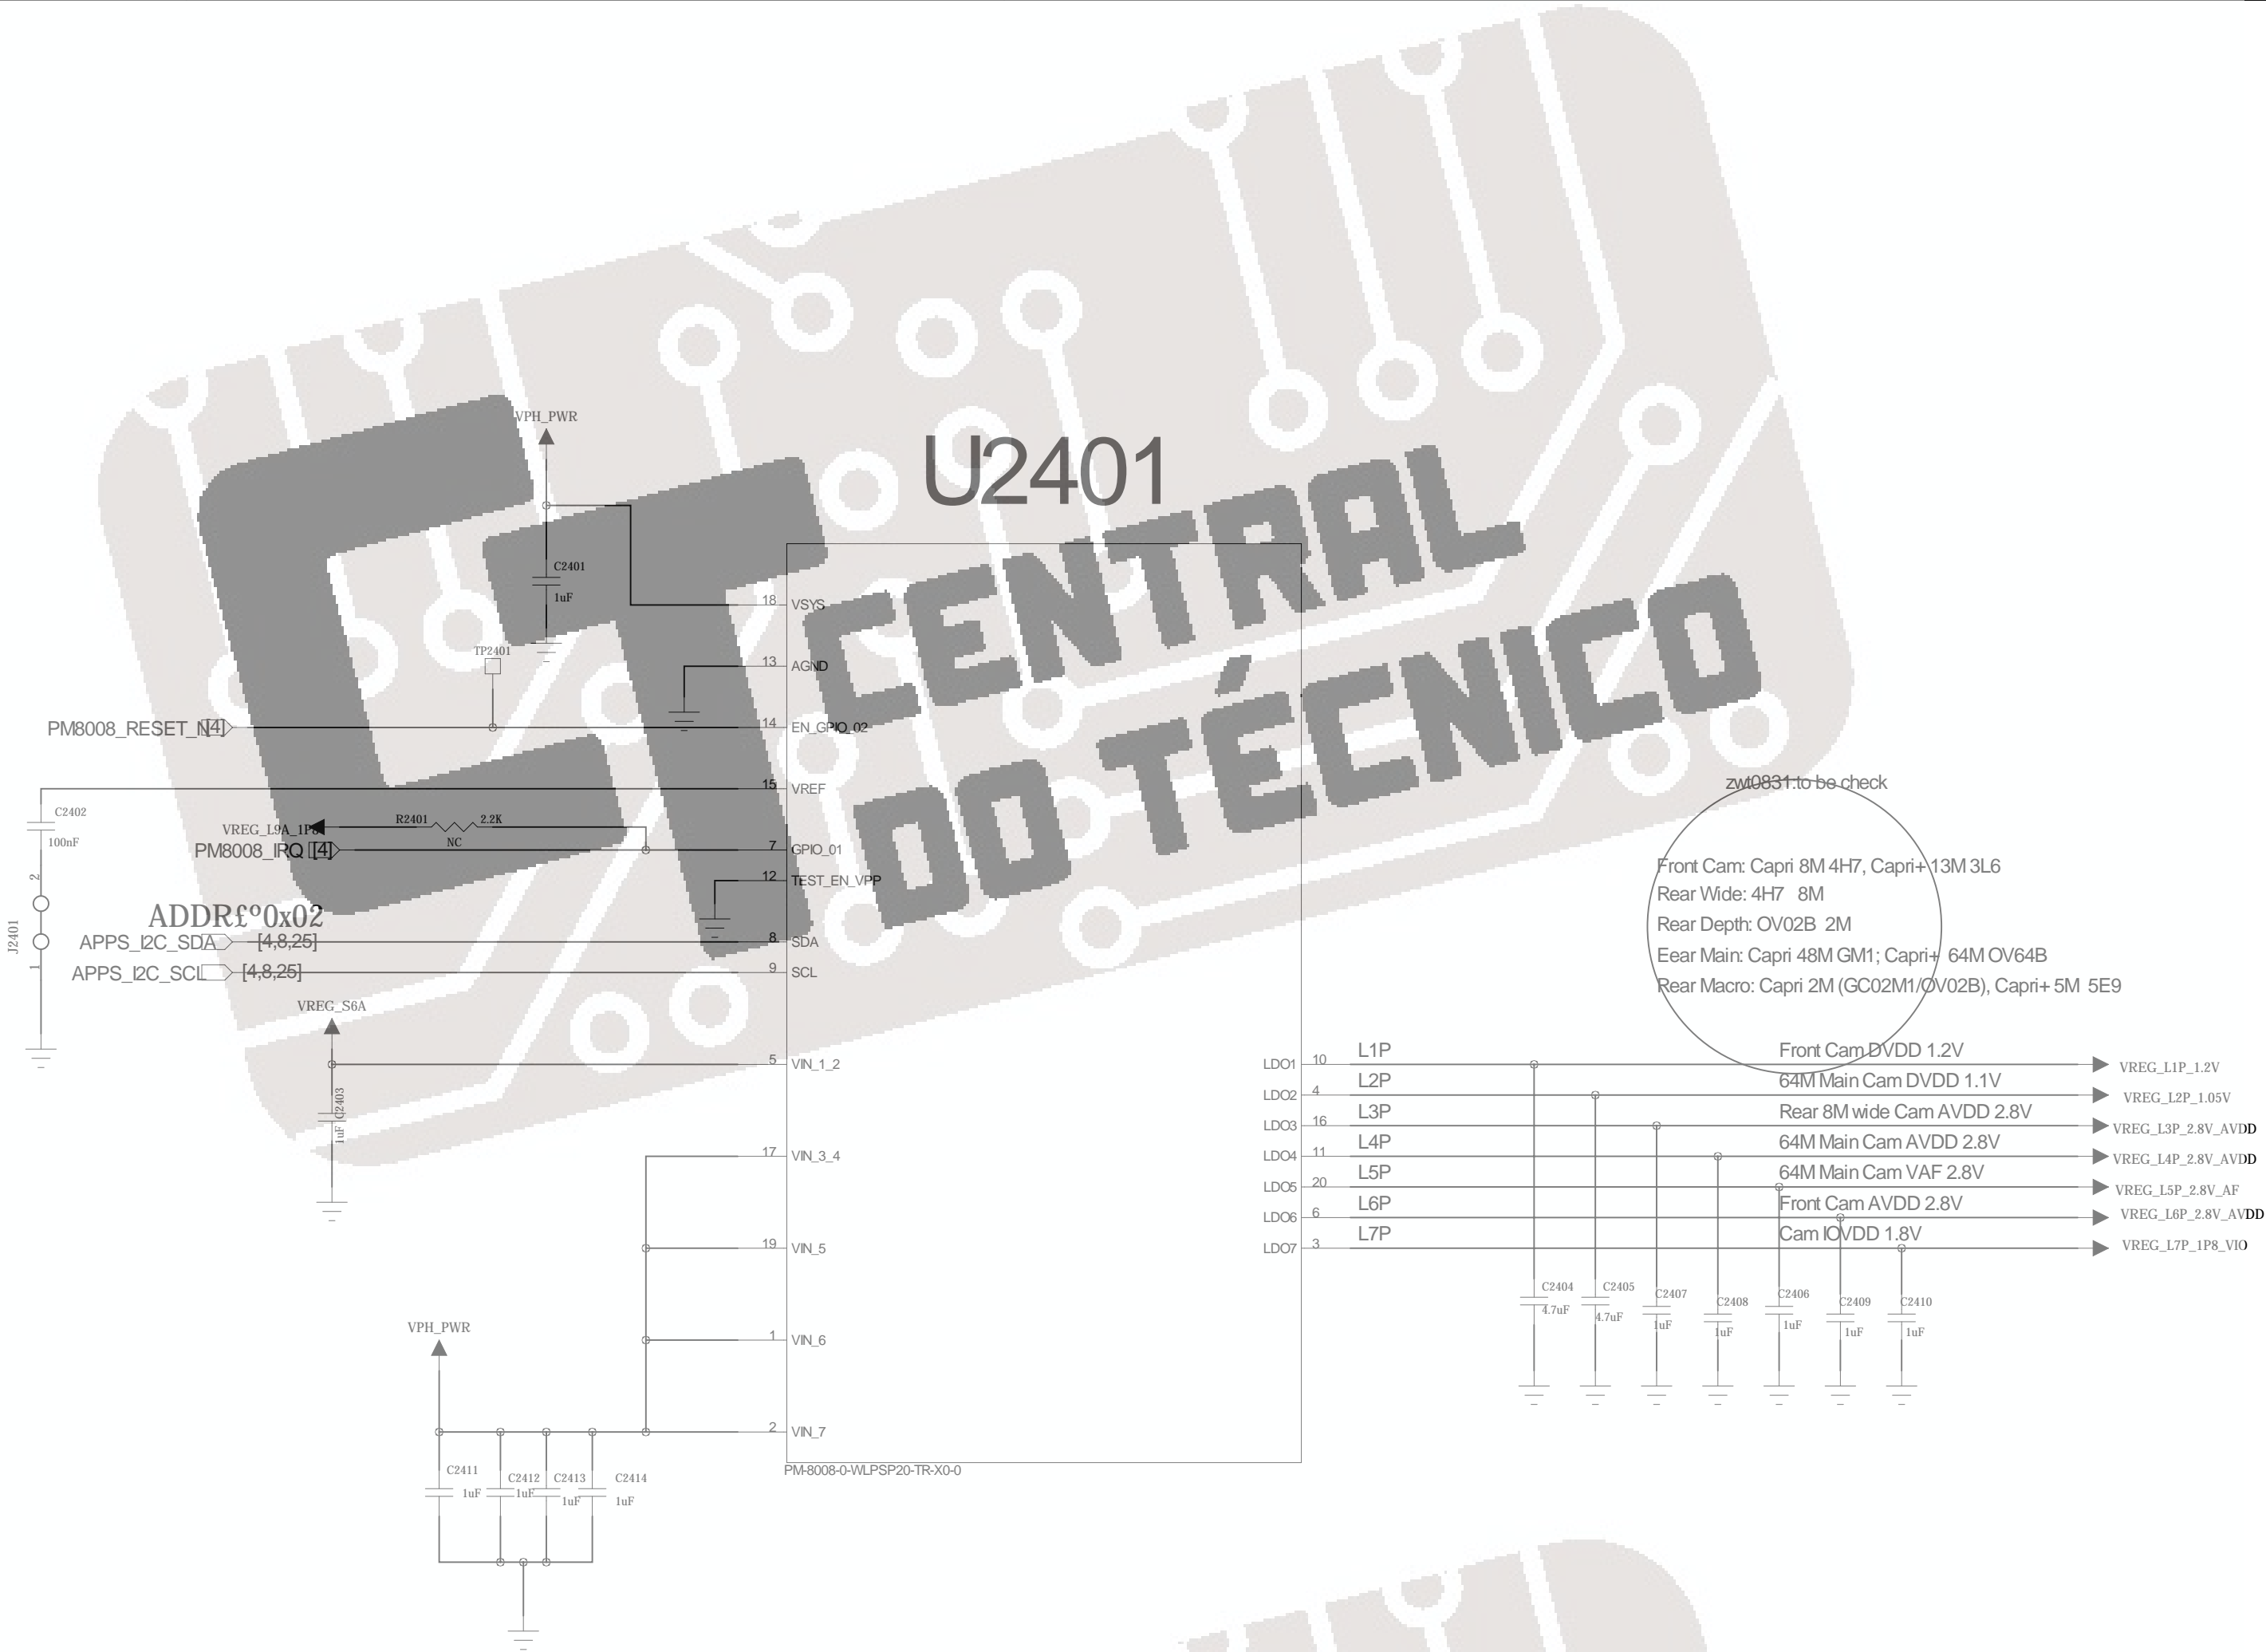 VPH_PWR
U2401
CENTRAL
DO TÉCNICO
C2401
1uF
18 VSYS
TP2401
13 AGND
PM8008_RESET_N [4]
14 EN_GPIO_02
15 VREF
zwt0831:to be check
C2402
100nF
R2401 2.2K
VREG_L9A_1P8
NC
PM8008_IRQ [4]
7 GPIO_01
12 TEST_EN_VPP
Front Cam: Capri 8M 4H7, Capri+ 13M 3L6
Rear Wide: 4H7 8M
Rear Depth: OV02B 2M
Eear Main: Capri 48M GM1; Capri+ 64M OV64B
Rear Macro: Capri 2M (GC02M1/OV02B), Capri+ 5M 5E9
2
J2401
1
ADDR£º0x02
APPS_I2C_SDA [4,8,25]
8 SDA
APPS_I2C_SCL [4,8,25]
9 SCL
VREG_S6A
5 VIN_1_2
C2403
1uF
17 VIN_3_4
19 VIN_5
1 VIN_6
2 VIN_7
LDO1 10 L1P Front Cam DVDD 1.2V VREG_L1P_1.2V
LDO2 4 L2P 64M Main Cam DVDD 1.1V VREG_L2P_1.05V
LDO3 16 L3P Rear 8M wide Cam AVDD 2.8V VREG_L3P_2.8V_AVDD
LDO4 11 L4P 64M Main Cam AVDD 2.8V VREG_L4P_2.8V_AVDD
LDO5 20 L5P 64M Main Cam VAF 2.8V VREG_L5P_2.8V_AF
LDO6 6 L6P Front Cam AVDD 2.8V VREG_L6P_2.8V_AVDD
LDO7 3 L7P Cam IOVDD 1.8V VREG_L7P_1P8_VIO
C2404 C2405 C2407 C2408 C2406 C2409 C2410
4.7uF 4.7uF 1uF 1uF 1uF 1uF 1uF
VPH_PWR
PM-8008-0-WLPSP20-TR-X0-0
C2411 C2412 C2413 C2414
1uF 1uF 1uF 1uF